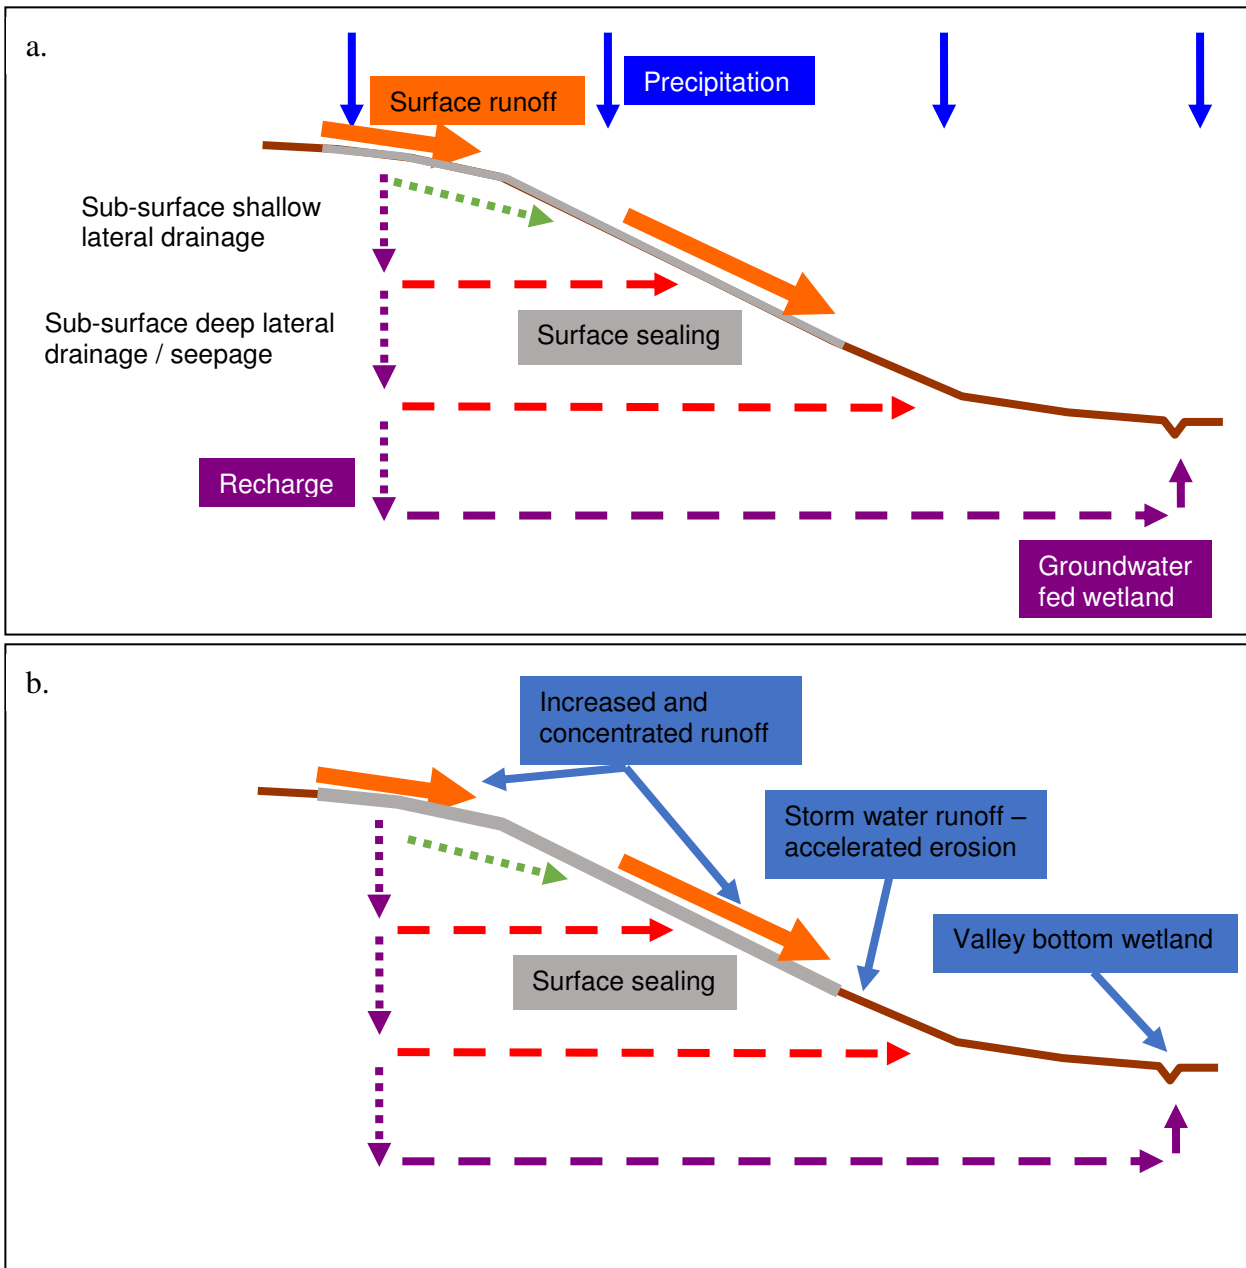 a.
Precipitation
Surface runoff
Sub-surface shallow
lateral drainage
Sub-surface deep lateral
drainage / seepage
Surface sealing
Recharge
Groundwater
fed wetland
b.
Increased and
concentrated runoff
Storm water runoff –
accelerated erosion
Valley bottom wetland
Surface sealing